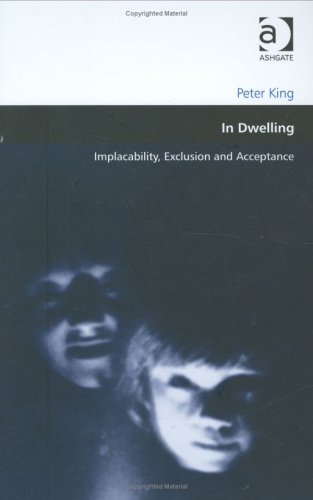 Copyrighted Material
a
ASHGATE
Peter King
In Dwelling
Implacability, Exclusion and Acceptance
Copyrighted Material